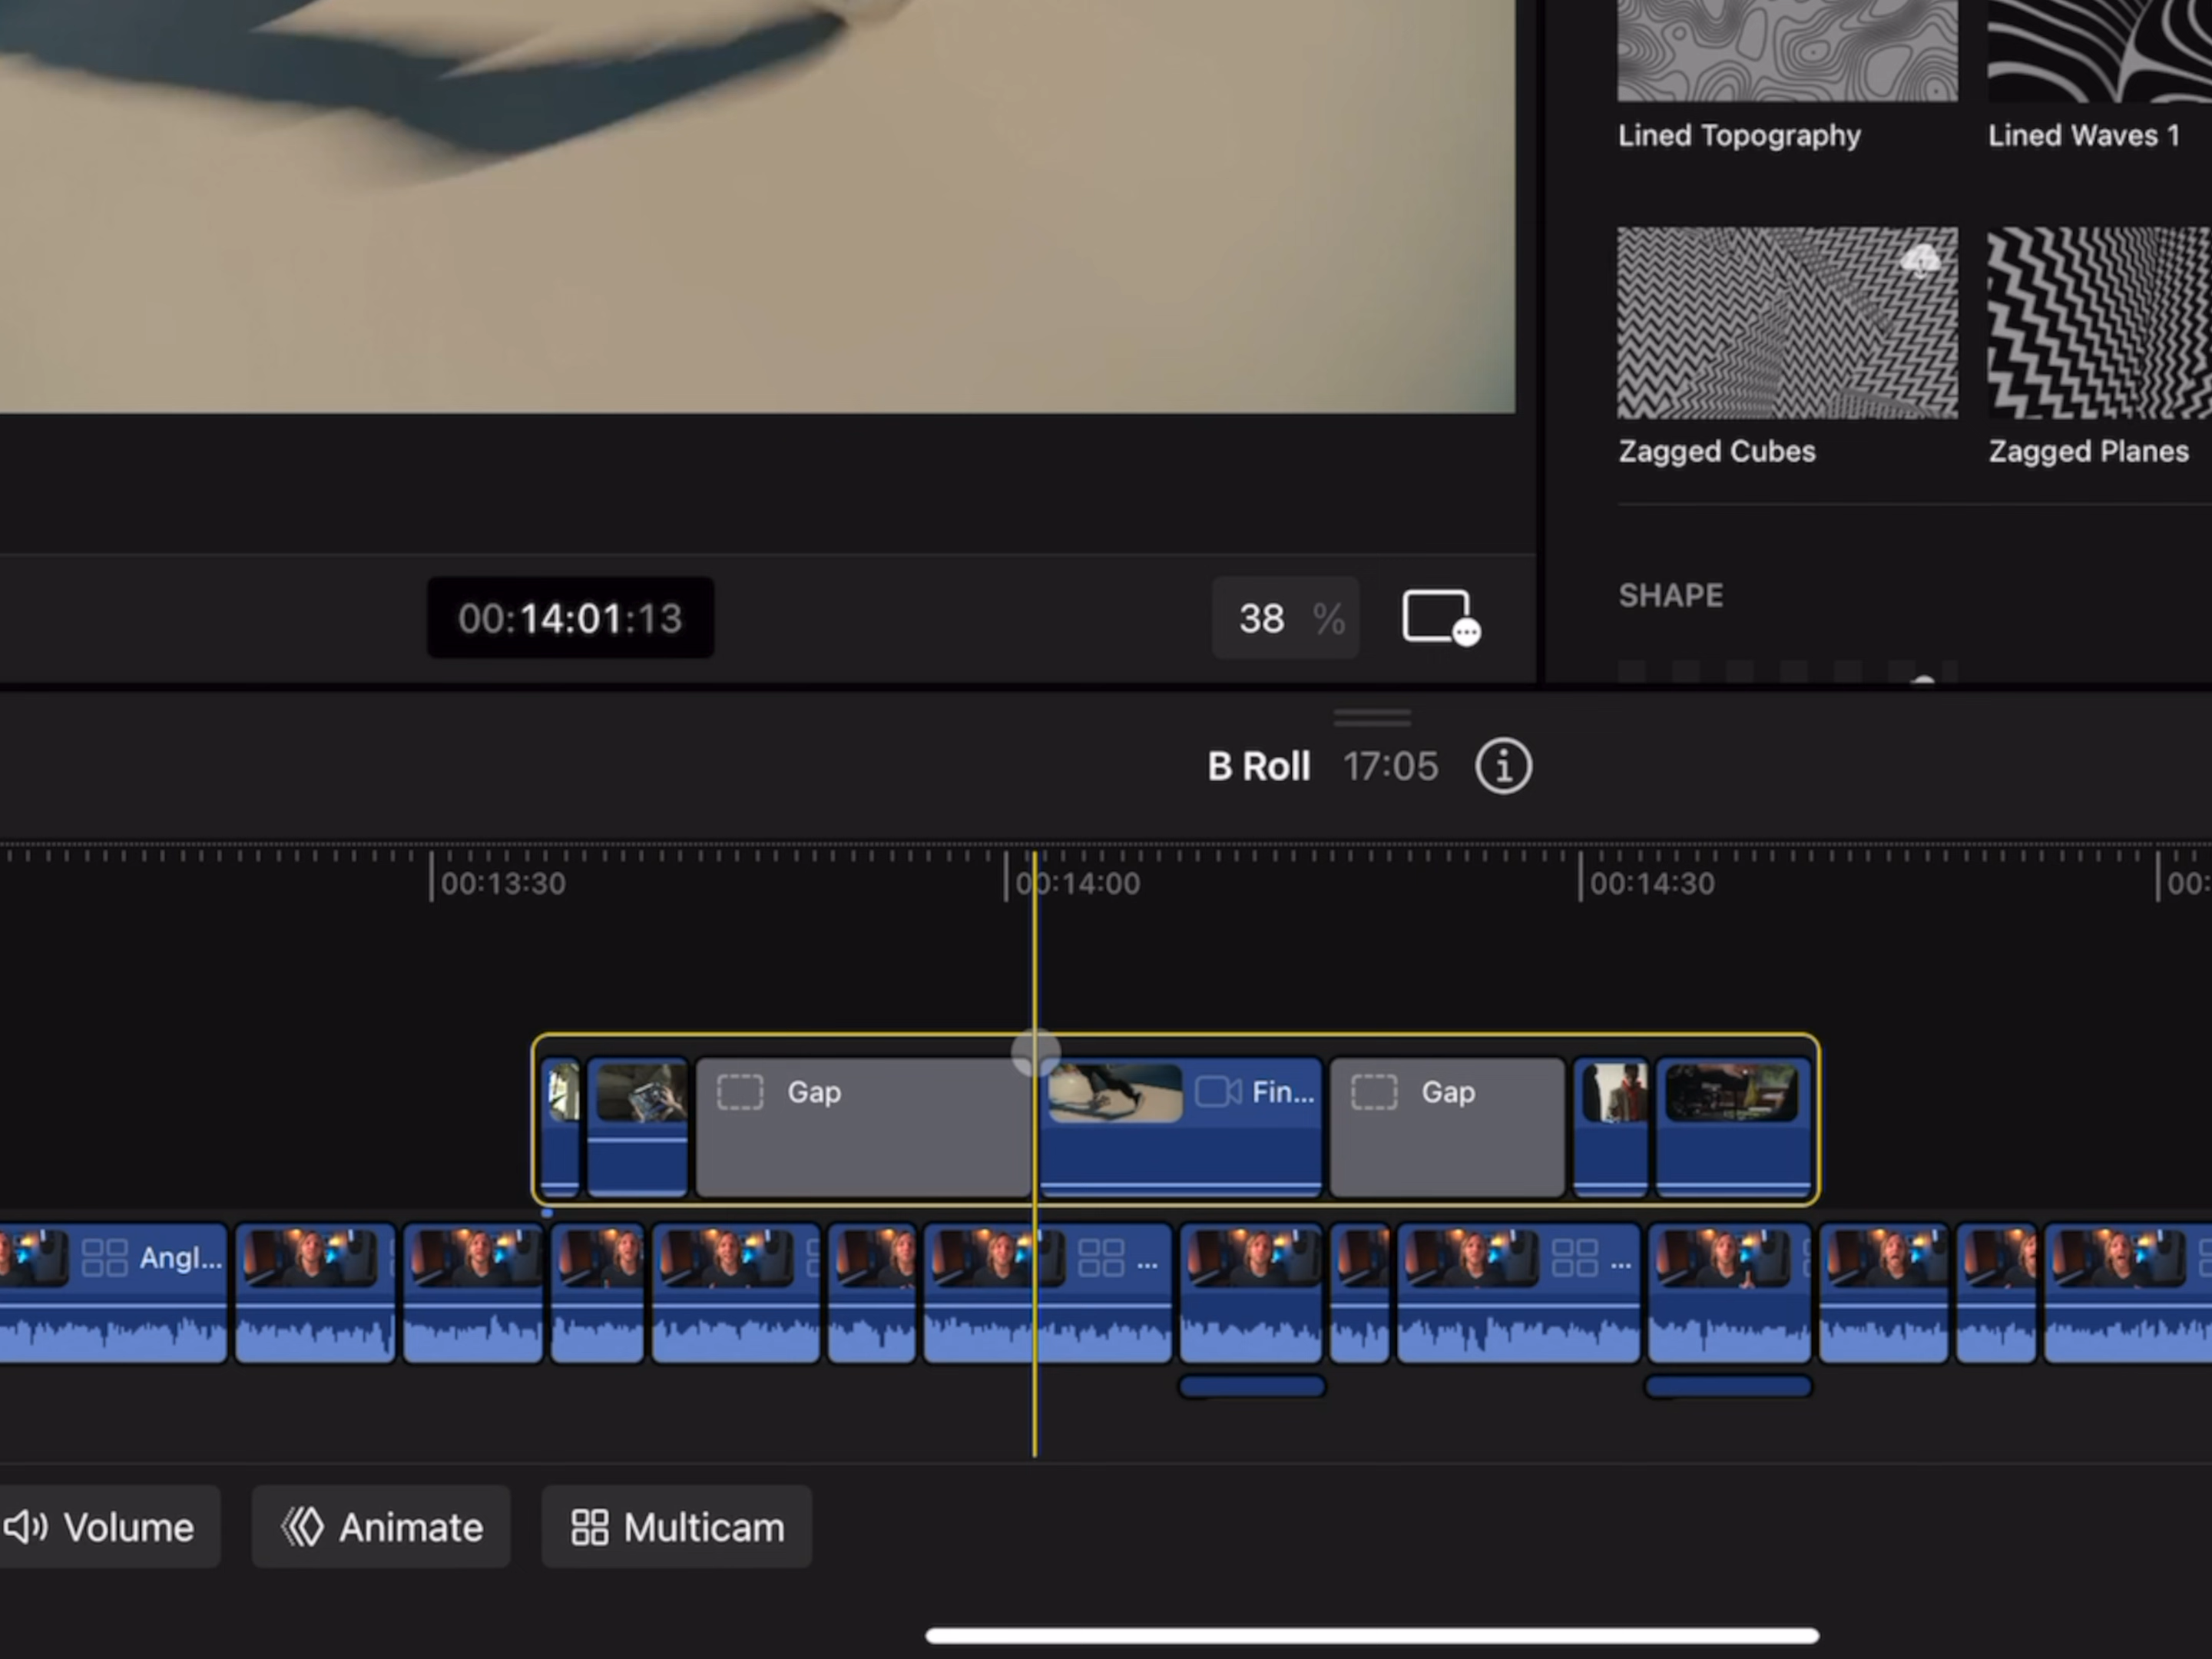 Lined Topography
Lined Waves 1
Zagged Cubes
Zagged Planes
SHAPE
00:14:01:13
38 %
B Roll 17:05
00:13:30
00:14:00
00:14:30
00:
Gap
Fin...
Gap
Angl...
...
...
Volume
Animate
Multicam